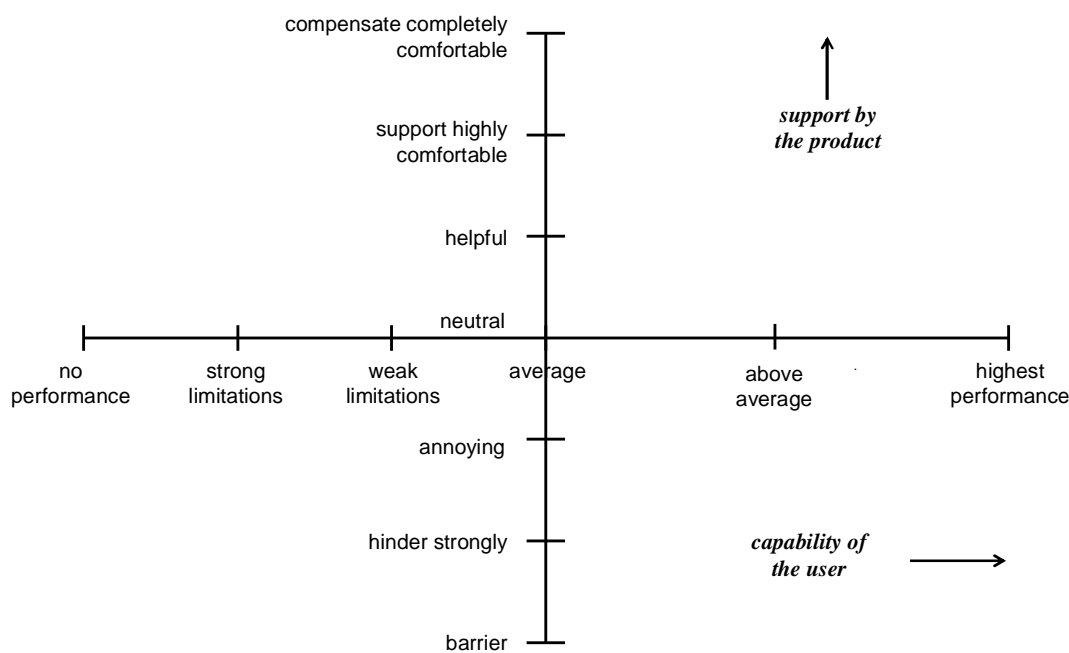 compensate completely
comfortable
support by
the product
support highly
comfortable
helpful
neutral
no
performance
strong
limitations
weak
limitations
average
above
average
highest
performance
annoying
hinder strongly
capability of
the user
barrier